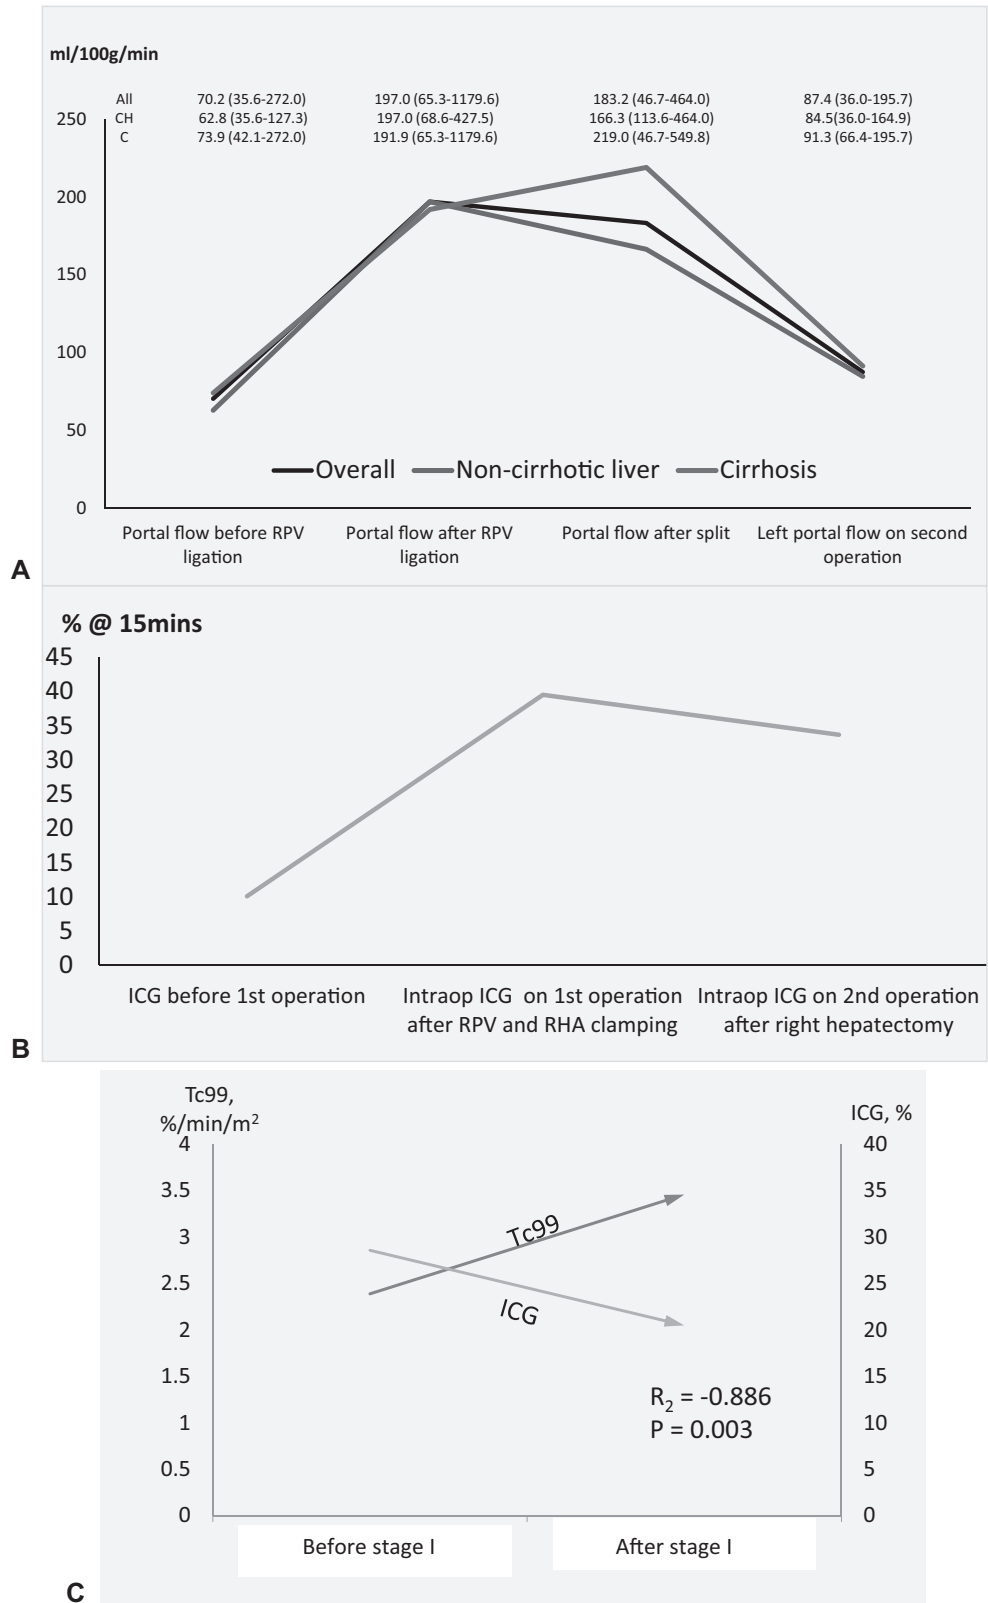 ml/100g/min
All 70.2 (35.6-272.0) 197.0 (65.3-1179.6) 183.2 (46.7-464.0) 87.4 (36.0-195.7)
CH 62.8 (35.6-127.3) 197.0 (68.6-427.5) 166.3 (113.6-464.0) 84.5(36.0-164.9)
C 73.9 (42.1-272.0) 191.9 (65.3-1179.6) 219.0 (46.7-549.8) 91.3 (66.4-195.7)
250
200
150
100
50
0
Overall Non-cirrhotic liver Cirrhosis
Portal flow before RPV
ligation
Portal flow after RPV
ligation
Portal flow after split
Left portal flow on second
operation
A
% @ 15mins
45
40
35
30
25
20
15
10
5
0
ICG before 1st operation
Intraop ICG on 1st operation
after RPV and RHA clamping
Intraop ICG on 2nd operation
after right hepatectomy
B
Tc99,
%/min/m²
4
3.5
3
2.5
2
1.5
1
0.5
0
Tc99
ICG
R₂ = -0.886
P = 0.003
ICG, %
40
35
30
25
20
15
10
5
0
Before stage I
After stage I
C